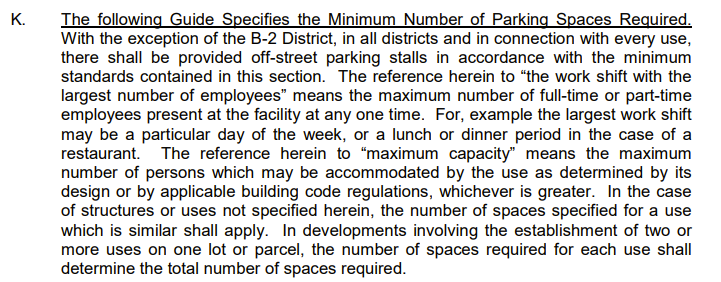 K. The following Guide Specifies the Minimum Number of Parking Spaces Required.
With the exception of the B-2 District, in all districts and in connection with every use,
there shall be provided off-street parking stalls in accordance with the minimum
standards contained in this section. The reference herein to “the work shift with the
largest number of employees” means the maximum number of full-time or part-time
employees present at the facility at any one time. For, example the largest work shift
may be a particular day of the week, or a lunch or dinner period in the case of a
restaurant. The reference herein to “maximum capacity” means the maximum
number of persons which may be accommodated by the use as determined by its
design or by applicable building code regulations, whichever is greater. In the case
of structures or uses not specified herein, the number of spaces specified for a use
which is similar shall apply. In developments involving the establishment of two or
more uses on one lot or parcel, the number of spaces required for each use shall
determine the total number of spaces required.